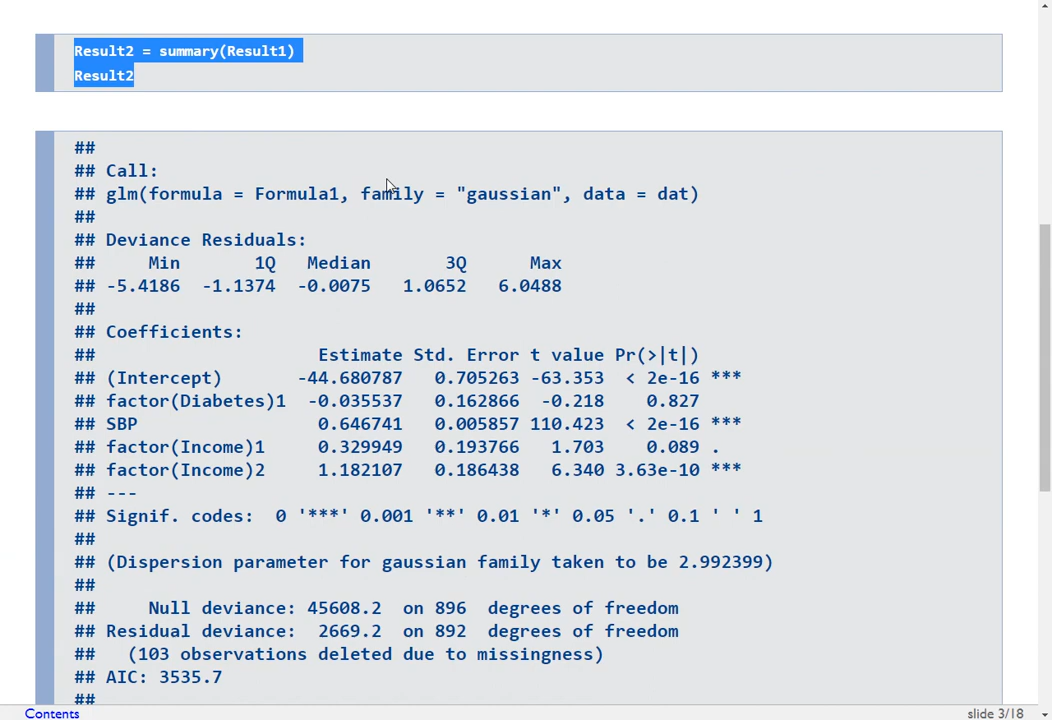 Result2 = summary(Result1)
Result2
##
## Call:
## glm(formula = Formula1, family = "gaussian", data = dat)
##
## Deviance Residuals:
##     Min       1Q   Median       3Q      Max
## -5.4186  -1.1374  -0.0075   1.0652   6.0488
##
## Coefficients:
##                     Estimate Std. Error t value Pr(>|t|)
## (Intercept)       -44.680787   0.705263 -63.353  < 2e-16 ***
## factor(Diabetes)1  -0.035537   0.162866  -0.218    0.827
## SBP                 0.646741   0.005857 110.423  < 2e-16 ***
## factor(Income)1     0.329949   0.193766   1.703    0.089 .
## factor(Income)2     1.182107   0.186438   6.340 3.63e-10 ***
## ---
## Signif. codes:  0 '***' 0.001 '**' 0.01 '*' 0.05 '.' 0.1 ' ' 1
##
## (Dispersion parameter for gaussian family taken to be 2.992399)
##
##     Null deviance: 45608.2  on 896  degrees of freedom
## Residual deviance:  2669.2  on 892  degrees of freedom
##   (103 observations deleted due to missingness)
## AIC: 3535.7
##
Contents
slide 3/18